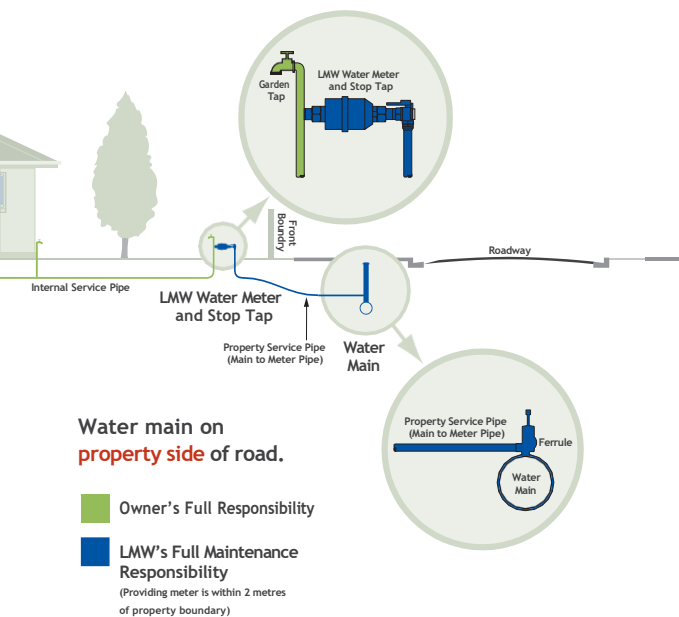 Garden
Tap
LMW Water Meter
and Stop Tap
Front
Boundry
Roadway
Internal Service Pipe
LMW Water Meter
and Stop Tap
Property Service Pipe
(Main to Meter Pipe)
Water
Main
Property Service Pipe
(Main to Meter Pipe)
Ferrule
Water
Main
Water main on
property side of road.
Owner's Full Responsibility
LMW's Full Maintenance
Responsibility
(Providing meter is within 2 metres
of property boundary)